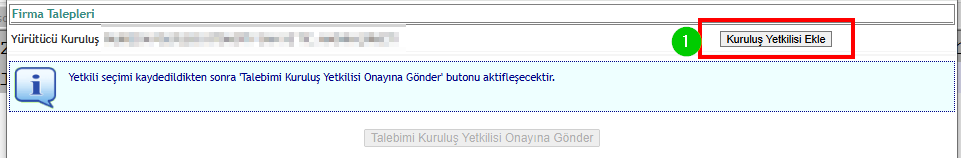 Firma Talepleri
Yürütücü Kuruluş
1
Kuruluş Yetkilisi Ekle
Yetkili seçimi kaydedildikten sonra 'Talebimi Kuruluş Yetkilisi Onayına Gönder' butonu aktifleşecektir.
Talebimi Kuruluş Yetkilisi Onayına Gönder